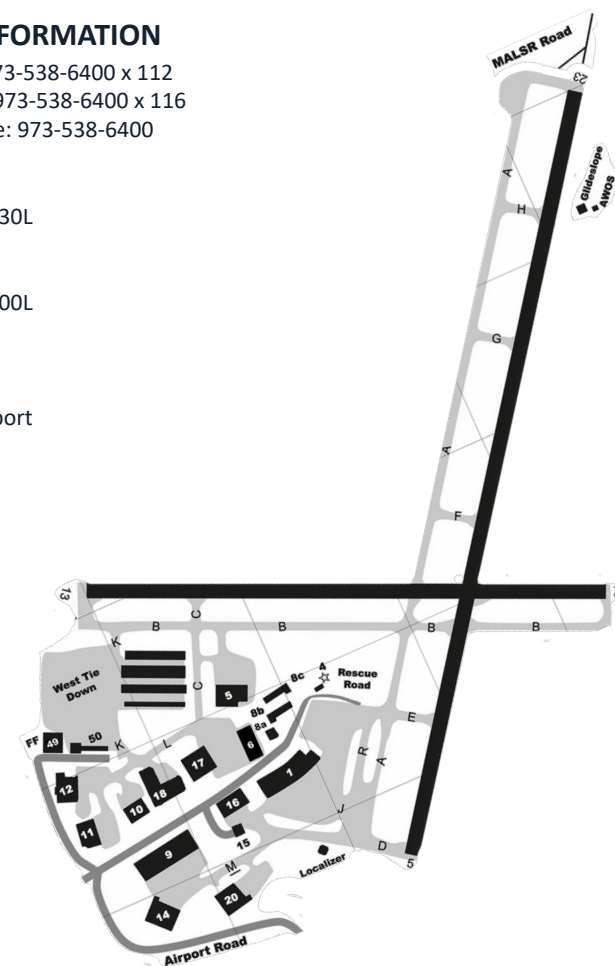 FORMATION
73-538-6400 x 112
973-538-6400 x 116
e: 973-538-6400
30L
00L
port
MALSR Road
23
Glideslope
AWOS
A
H
G
A
F
13
C
B
B
B
B
K
West Tie
Down
C
5
8c
4
Rescue
Road
8b
8a
E
FF
49
50
K
L
6
R
A
17
1
12
18
10
16
J
11
15
D
9
M
Localizer
5
20
14
Airport Road